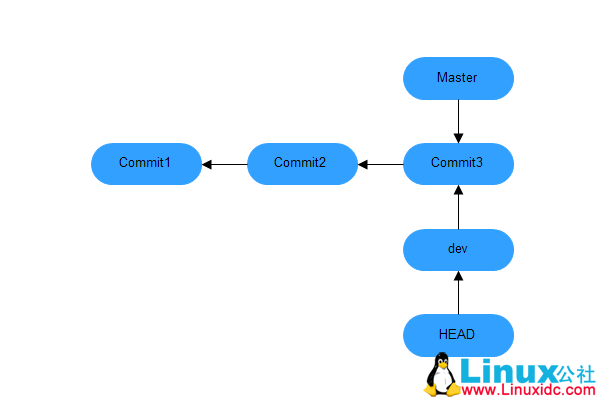 Master
Commit1
Commit2
Commit3
dev
HEAD
Linux公社
www.Linuxidc.com